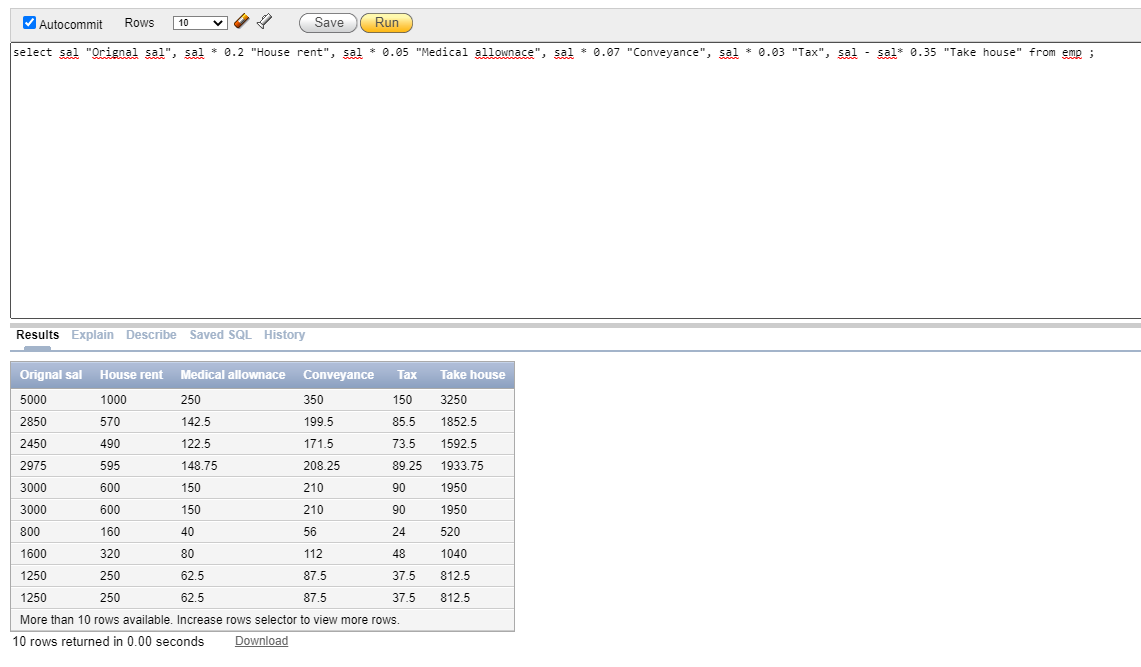 Autocommit Rows 10 Save Run
select sal "Orignal sal", sal * 0.2 "House rent", sal * 0.05 "Medical allownace", sal * 0.07 "Conveyance", sal * 0.03 "Tax", sal - sal* 0.35 "Take house" from emp ;
Results Explain Describe Saved SQL History
Orignal sal House rent Medical allownace Conveyance Tax Take house
5000 1000 250 350 150 3250
2850 570 142.5 199.5 85.5 1852.5
2450 490 122.5 171.5 73.5 1592.5
2975 595 148.75 208.25 89.25 1933.75
3000 600 150 210 90 1950
3000 600 150 210 90 1950
800 160 40 56 24 520
1600 320 80 112 48 1040
1250 250 62.5 87.5 37.5 812.5
1250 250 62.5 87.5 37.5 812.5
More than 10 rows available. Increase rows selector to view more rows.
10 rows returned in 0.00 seconds Download